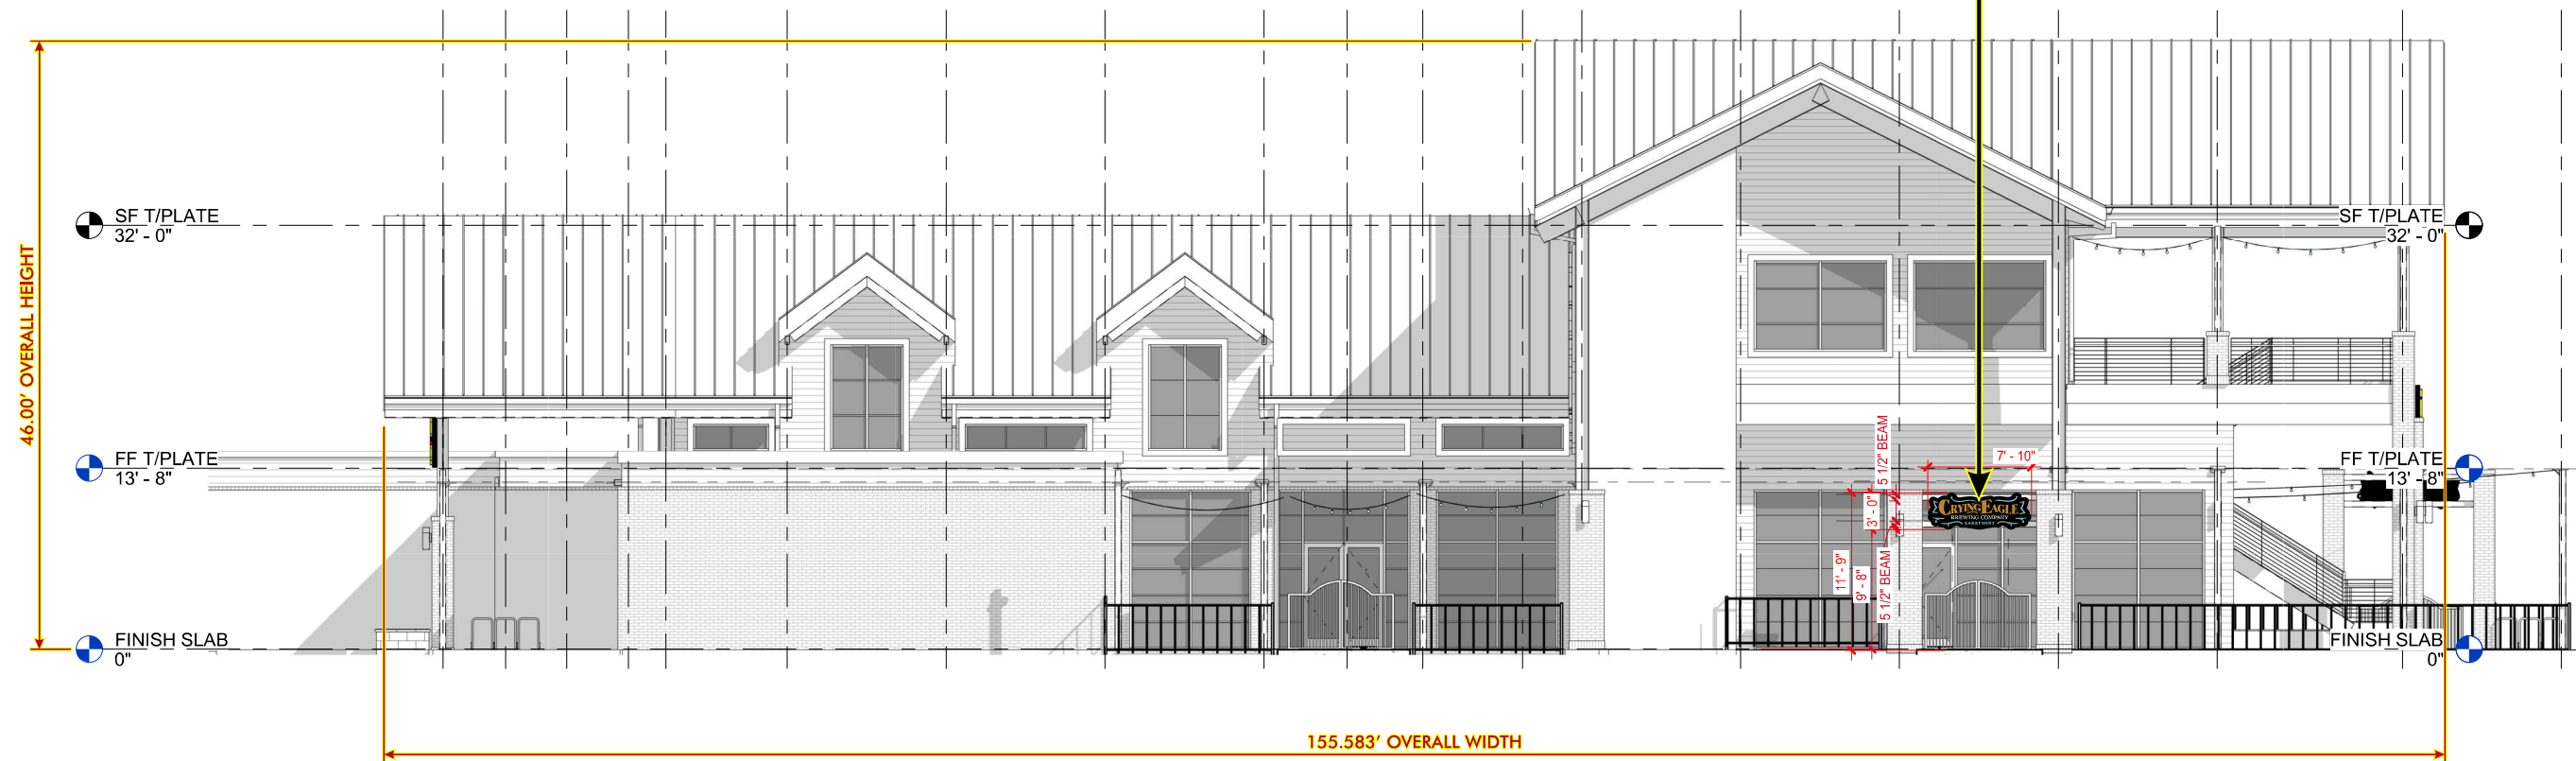 46.00' OVERALL HEIGHT
SF T/PLATE
32' - 0"
FF T/PLATE
13' - 8"
FINISH SLAB
0"
5 1/2" BEAM
7' - 10"
3' - 0"
11' - 9"
9' - 8"
5 1/2" BEAM
CRYING EAGLE
BREWING COMPANY
LAKEFRONT
SF T/PLATE
32' - 0"
FF T/PLATE
13' - 8"
FINISH SLAB
0"
155.583' OVERALL WIDTH